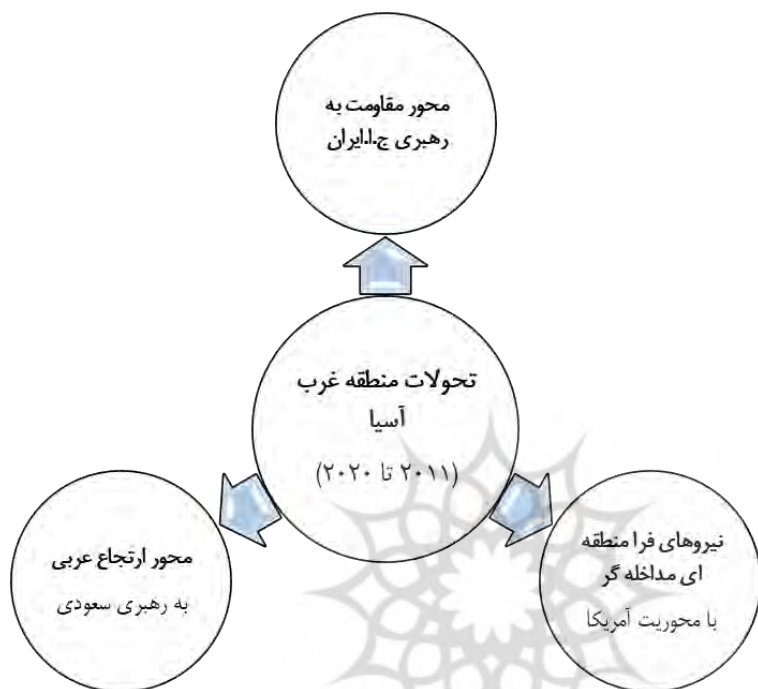 محور مقاومت به
رهبری ج.ا.ایران
تحولات منطقه غرب
آسیا
(۲۰۱۱ تا ۲۰۲۰)
نیروهای فرا منطقه
ای مداخله گر
با محوریت آمریکا
محور ارتجاع عربی
به رهبری سعودی